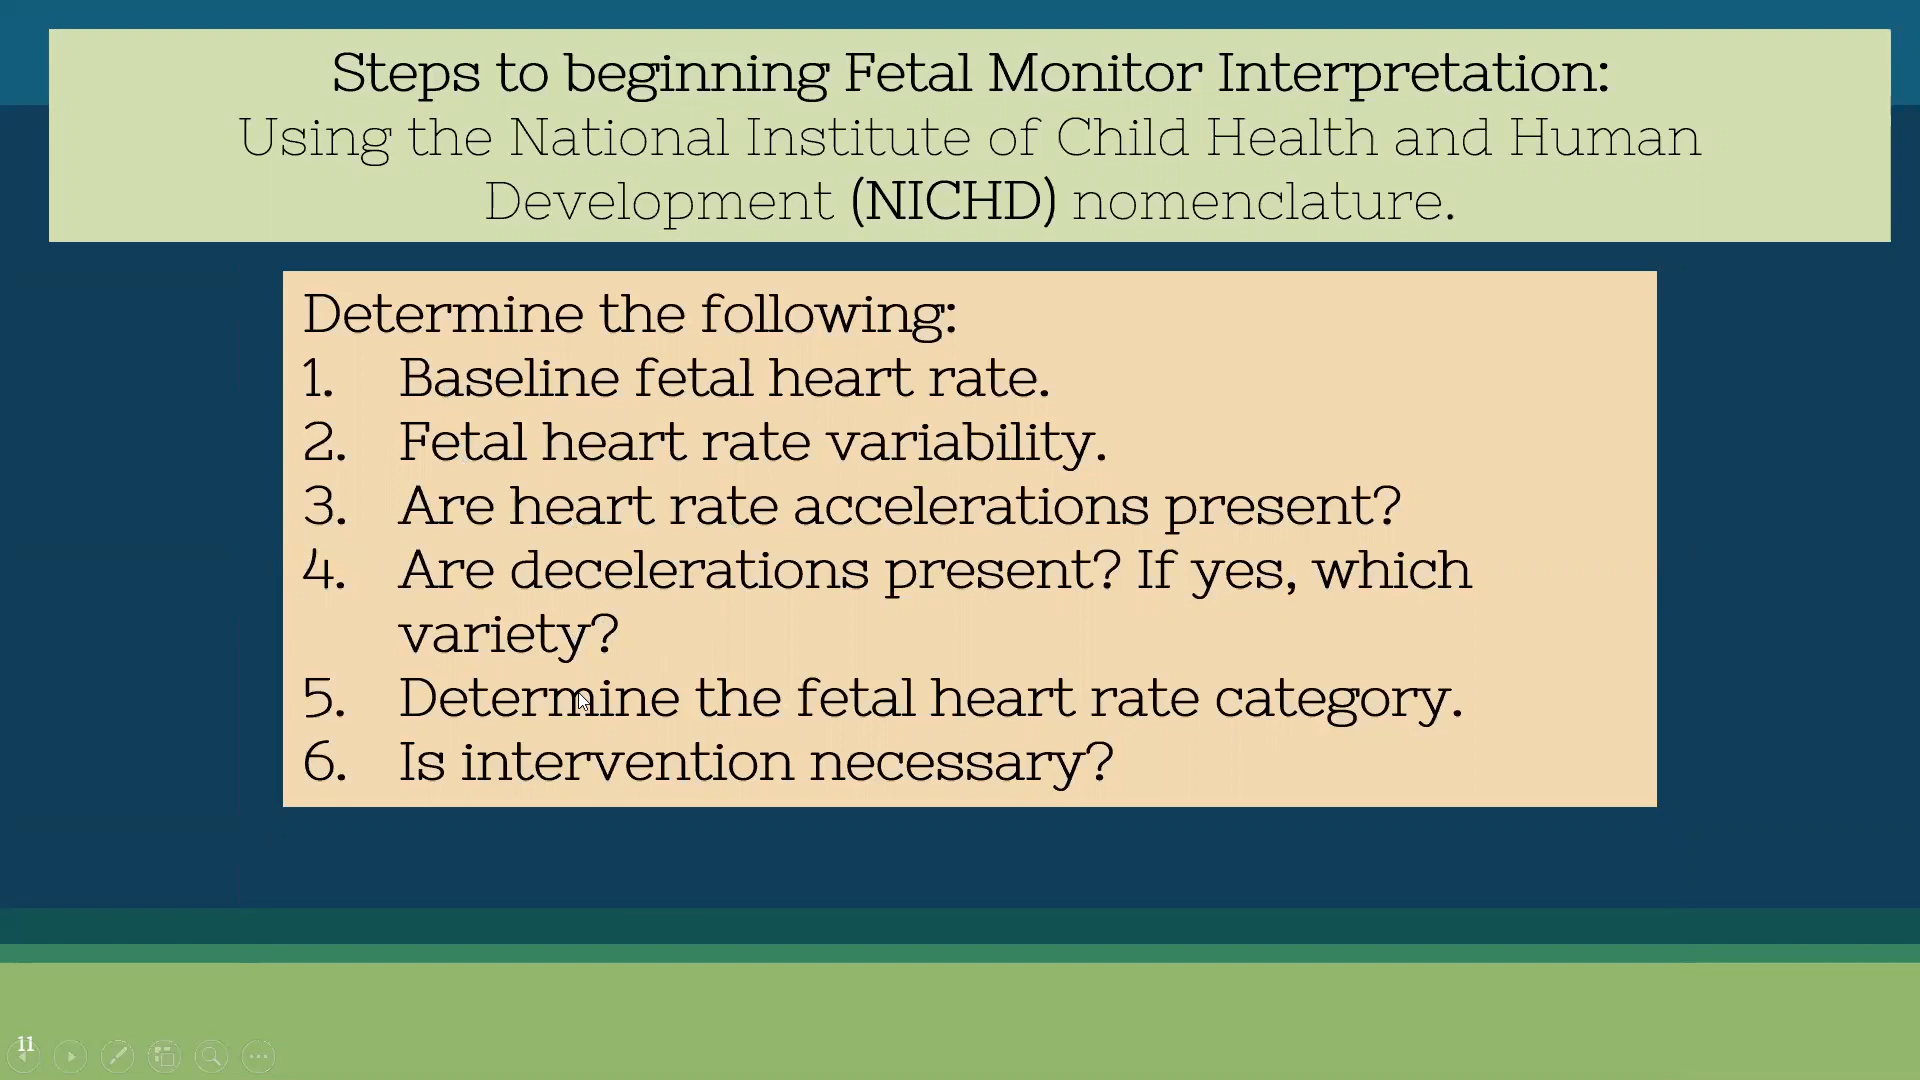 Steps to beginning Fetal Monitor Interpretation:
Using the National Institute of Child Health and Human
Development (NICHD) nomenclature.
Determine the following:
1. Baseline fetal heart rate.
2. Fetal heart rate variability.
3. Are heart rate accelerations present?
4. Are decelerations present? If yes, which
variety?
5. Determine the fetal heart rate category.
6. Is intervention necessary?
11